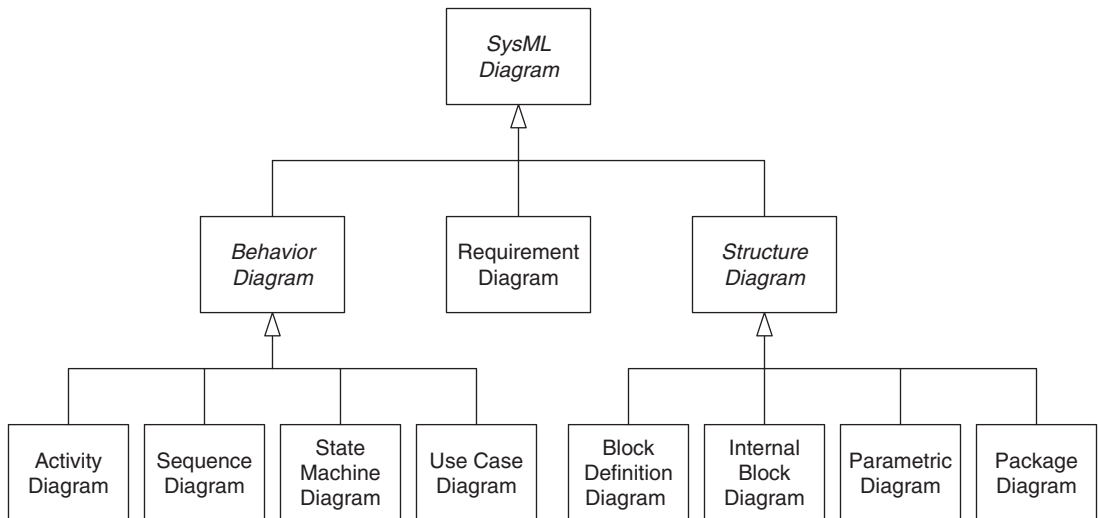 SysML
Diagram
Behavior
Diagram
Requirement
Diagram
Structure
Diagram
Activity
Diagram
Sequence
Diagram
State
Machine
Diagram
Use Case
Diagram
Block
Definition
Diagram
Internal
Block
Diagram
Parametric
Diagram
Package
Diagram